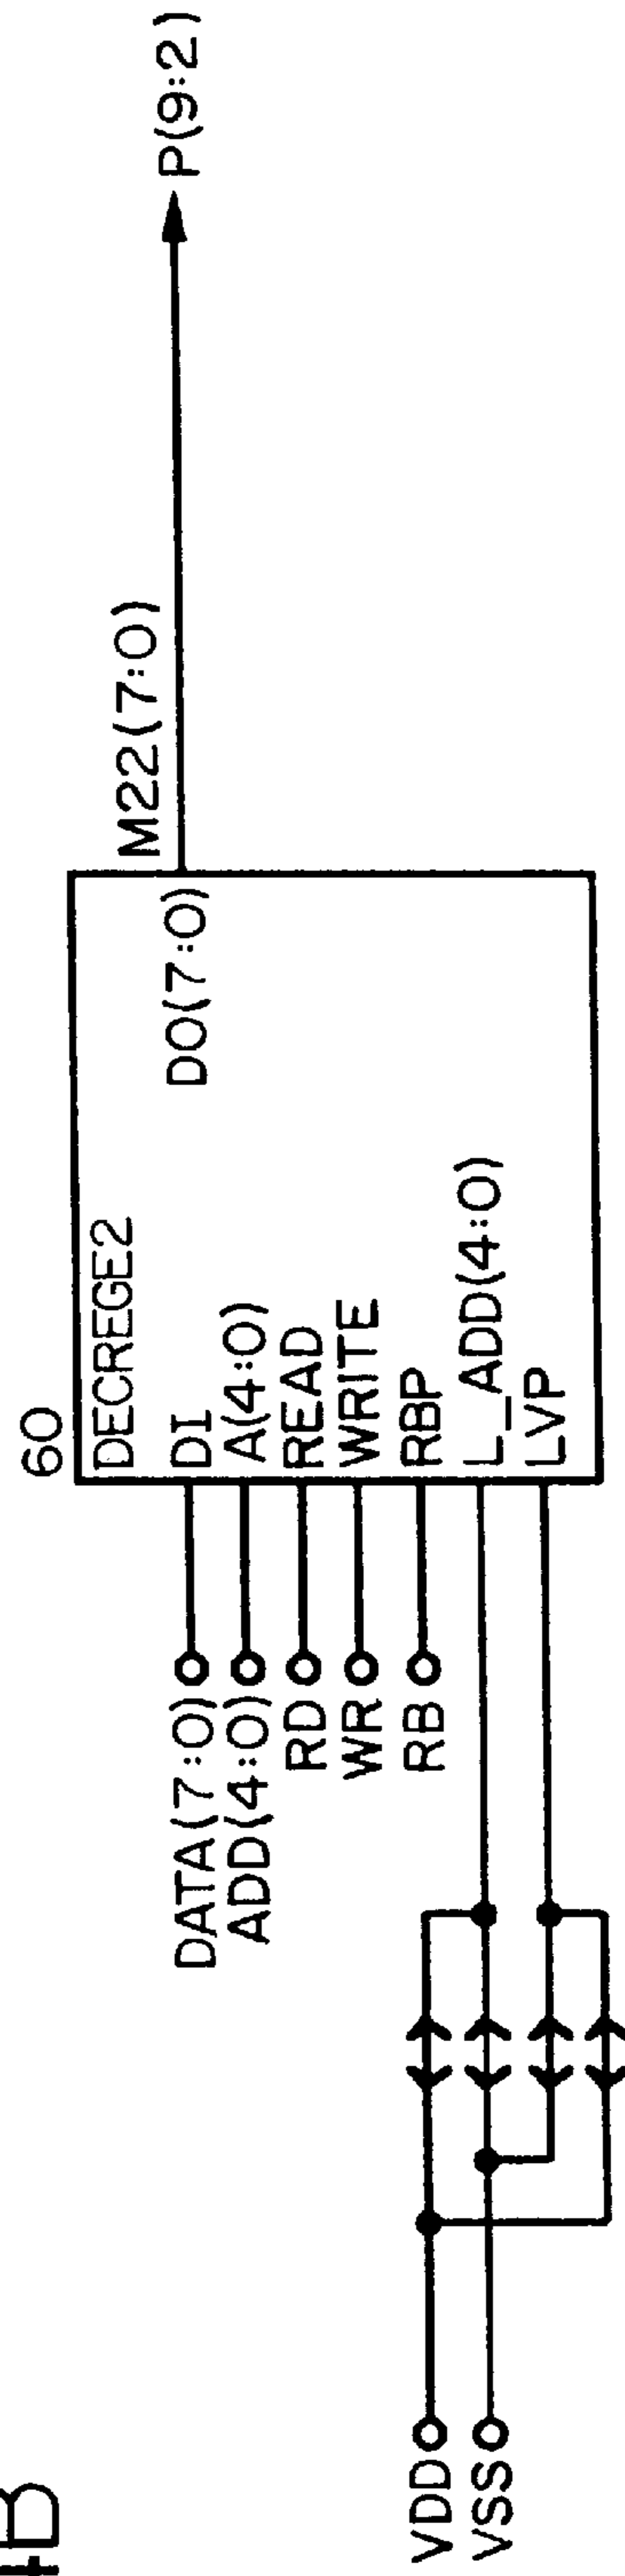 60
DECREGE2
M22(7:0)
P(9:2)
DATA(7:0)
DI
DO(7:0)
ADD(4:0)
A(4:0)
RD
READ
WR
WRITE
RB
RBP
VDD
VSS
L_ADD(4:0)
LVP